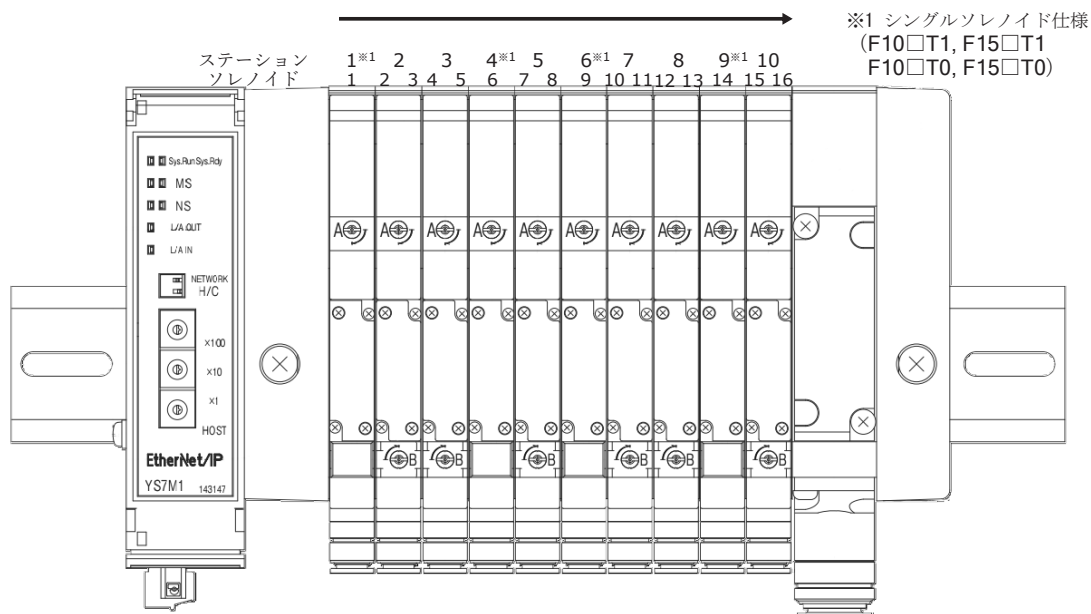 ※1 シングルソレノイド仕様
(F10□T1, F15□T1
F10□T0, F15□T0)
ステーション 1※1 2 3 4※1 5 6※1 7 8 9※1 10
ソレノイド 1 2 3 4 5 6 7 8 9 10 11 12 13 14 15 16
Sys.Run Sys.Rdy
MS
NS
L/A OUT
L/A IN
NETWORK
H/C
×100
×10
×1
HOST
EtherNet/IP
YS7M1 143147
A A A A A A A A A A
B B B B B B